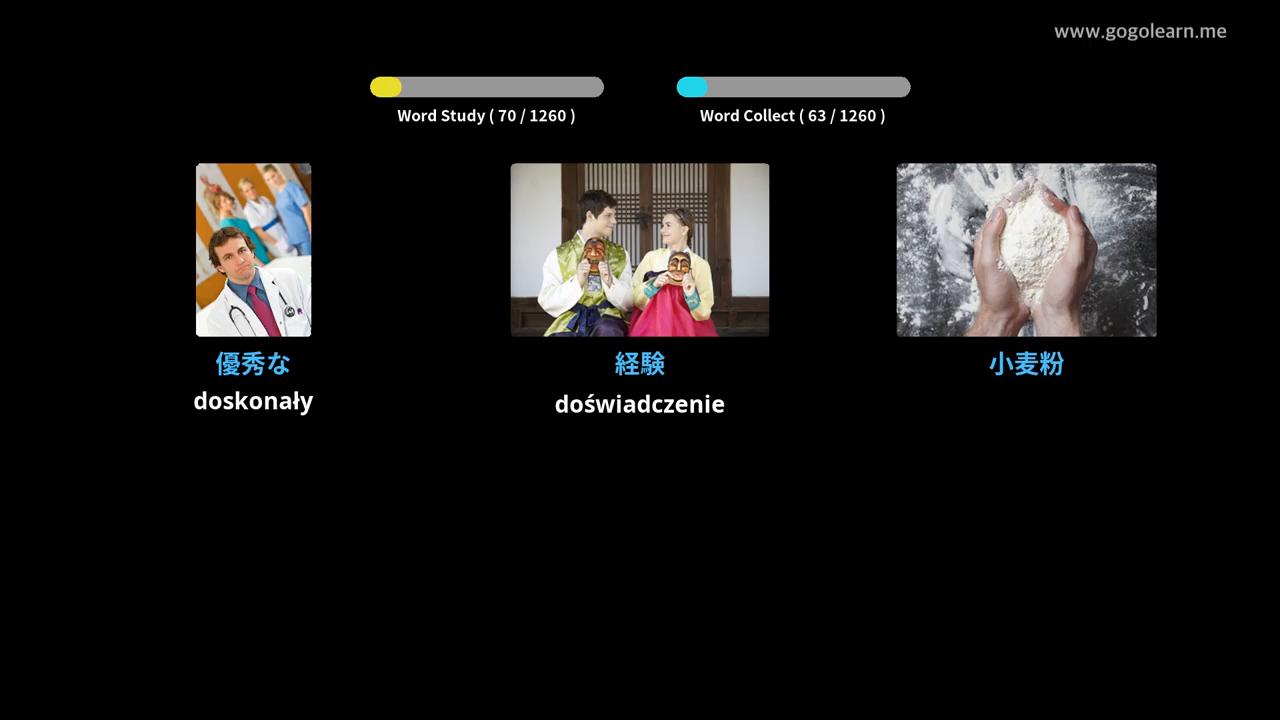 www.gogolearn.me
Word Study ( 70 / 1260 )
Word Collect ( 63 / 1260 )
優秀な
経験
小麦粉
doskonały
doświadczenie